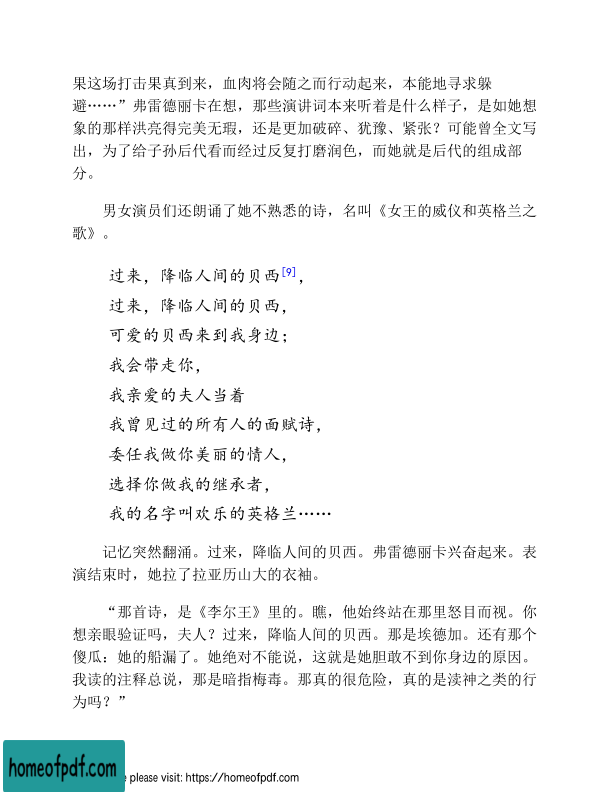 果这场打击果真到来，血肉将会随之而行动起来，本能地寻求躲
避……”弗雷德丽卡在想，那些演讲词本来听着是什么样子，是如她想
象的那样洪亮得完美无瑕，还是更加破碎、犹豫、紧张？可能曾全文写
出，为了给子孙后代看而经过反复打磨润色，而她就是后代的组成部
分。
男女演员们还朗诵了她不熟悉的诗，名叫《女王的威仪和英格兰之
歌》。
过来，降临人间的贝西[9]，
过来，降临人间的贝西，
可爱的贝西来到我身边；
我会带走你，
我亲爱的夫人当着
我曾见过的所有人的面赋诗，
委任我做你美丽的情人，
选择你做我的继承者，
我的名字叫欢乐的英格兰……
记忆突然翻涌。过来，降临人间的贝西。弗雷德丽卡兴奋起来。表
演结束时，她拉了拉亚历山大的衣袖。
“那首诗，是《李尔王》里的。瞧，他始终站在那里怒目而视。你
想亲眼验证吗，夫人？过来，降临人间的贝西。那是埃德加。还有那个
傻瓜：她的船漏了。她绝对不能说，这就是她胆敢不到你身边的原因。
我读的注释总说，那是暗指梅毒。那真的很危险，真的是渎神之类的行
为吗？”
homeofpdf.com
e please visit: https://homeofpdf.com